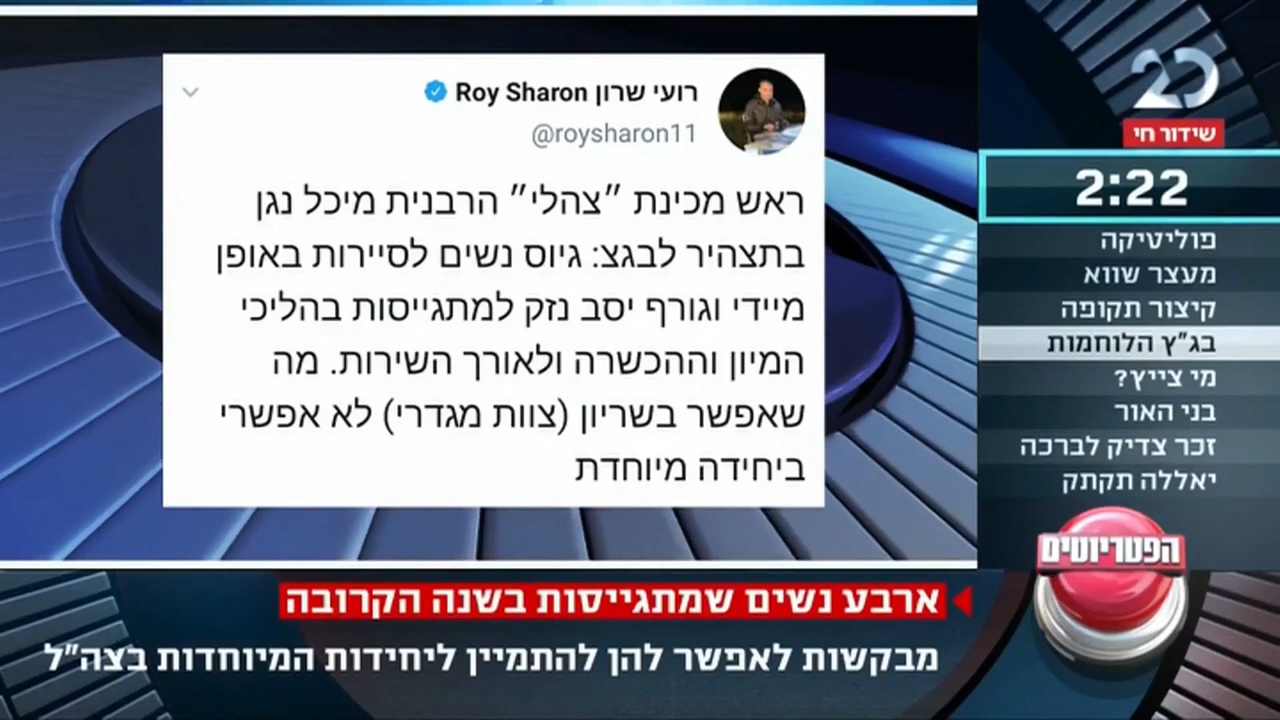 רועי שרון Roy Sharon
@roysharon11
ראש מכינת ״צהלי״ הרבנית מיכל נגן
בתצהיר לבגצ: גיוס נשים לסיירות באופן
מיידי וגורף יסב נזק למתגייסות בהליכי
המיון וההכשרה ולאורך השירות. מה
שאפשר בשריון (צוות מגדרי) לא אפשרי
ביחידה מיוחדת
20
שידור חי
2:22
פוליטיקה
מעצר שווא
קיצור תקופה
בג"ץ הלוחמות
מי צייץ?
בני האור
זכר צדיק לברכה
יאללה תקתק
הפטריוטים
ארבע נשים שמתגייסות בשנה הקרובה
מבקשות לאפשר להן להתמיין ליחידות המיוחדות בצה"ל